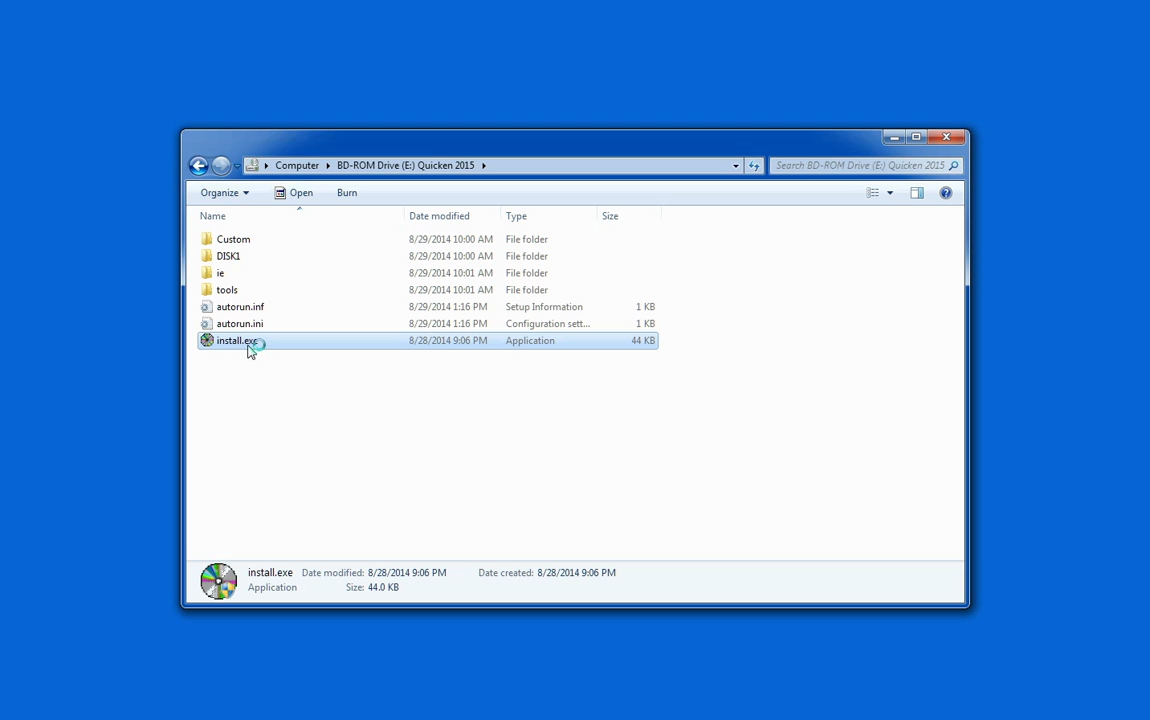 Computer BD-ROM Drive (E:) Quicken 2015 Search BD-ROM Drive (E:) Quicken 2015
Organize Open Burn
Name Date modified Type Size
Custom 8/29/2014 10:00 AM File folder
DISK1 8/29/2014 10:00 AM File folder
ie 8/29/2014 10:01 AM File folder
tools 8/29/2014 10:01 AM File folder
autorun.inf 8/29/2014 1:16 PM Setup Information 1 KB
autorun.ini 8/29/2014 1:16 PM Configuration sett... 1 KB
install.exe 8/28/2014 9:06 PM Application 44 KB
install.exe Date modified: 8/28/2014 9:06 PM Date created: 8/28/2014 9:06 PM
Application Size: 44.0 KB